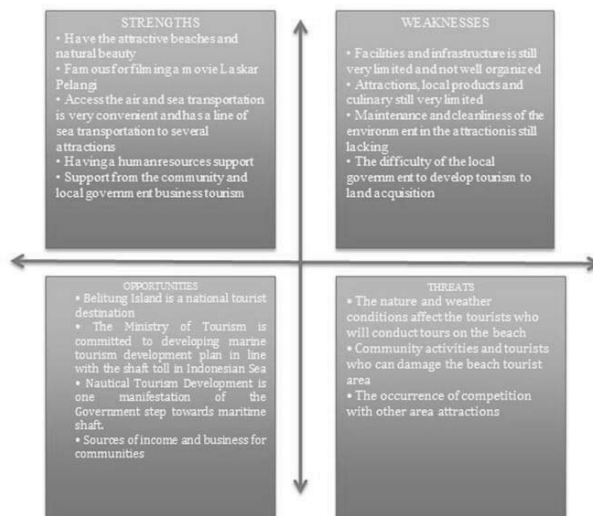 STRENGTHS
• Have the attractive beaches and
natural beauty
• Famous for filming a movie Laskar
Pelangi
• Access the air and sea transportation
is very convenient and has a line of
sea transportation to several
attractions
• Having a human resources support
• Support from the community and
local government business tourism
WEAKNESSES
• Facilities and infrastructure is still
very limited and not well organized
• Attractions, local products and
culinary still very limited
• Maintenance and cleanliness of the
environment in the attraction is still
lacking
• The difficulty of the local
government to develop tourism to
land acquisition
OPPORTUNITIES
• Belitung Island is a national tourist
destination
• The Ministry of Tourism is
committed to developing marine
tourism development plan in line
with the shaft toll in Indonesian Sea
• Nautical Tourism Development is
one manifestation of the
Government step towards maritime
shaft.
• Sources of income and business for
communities
THREATS
• The nature and weather
conditions affect the tourists who
will conduct tours on the beach
• Community activities and tourists
who can damage the beach tourist
area
• The occurrence of competition
with other area attractions